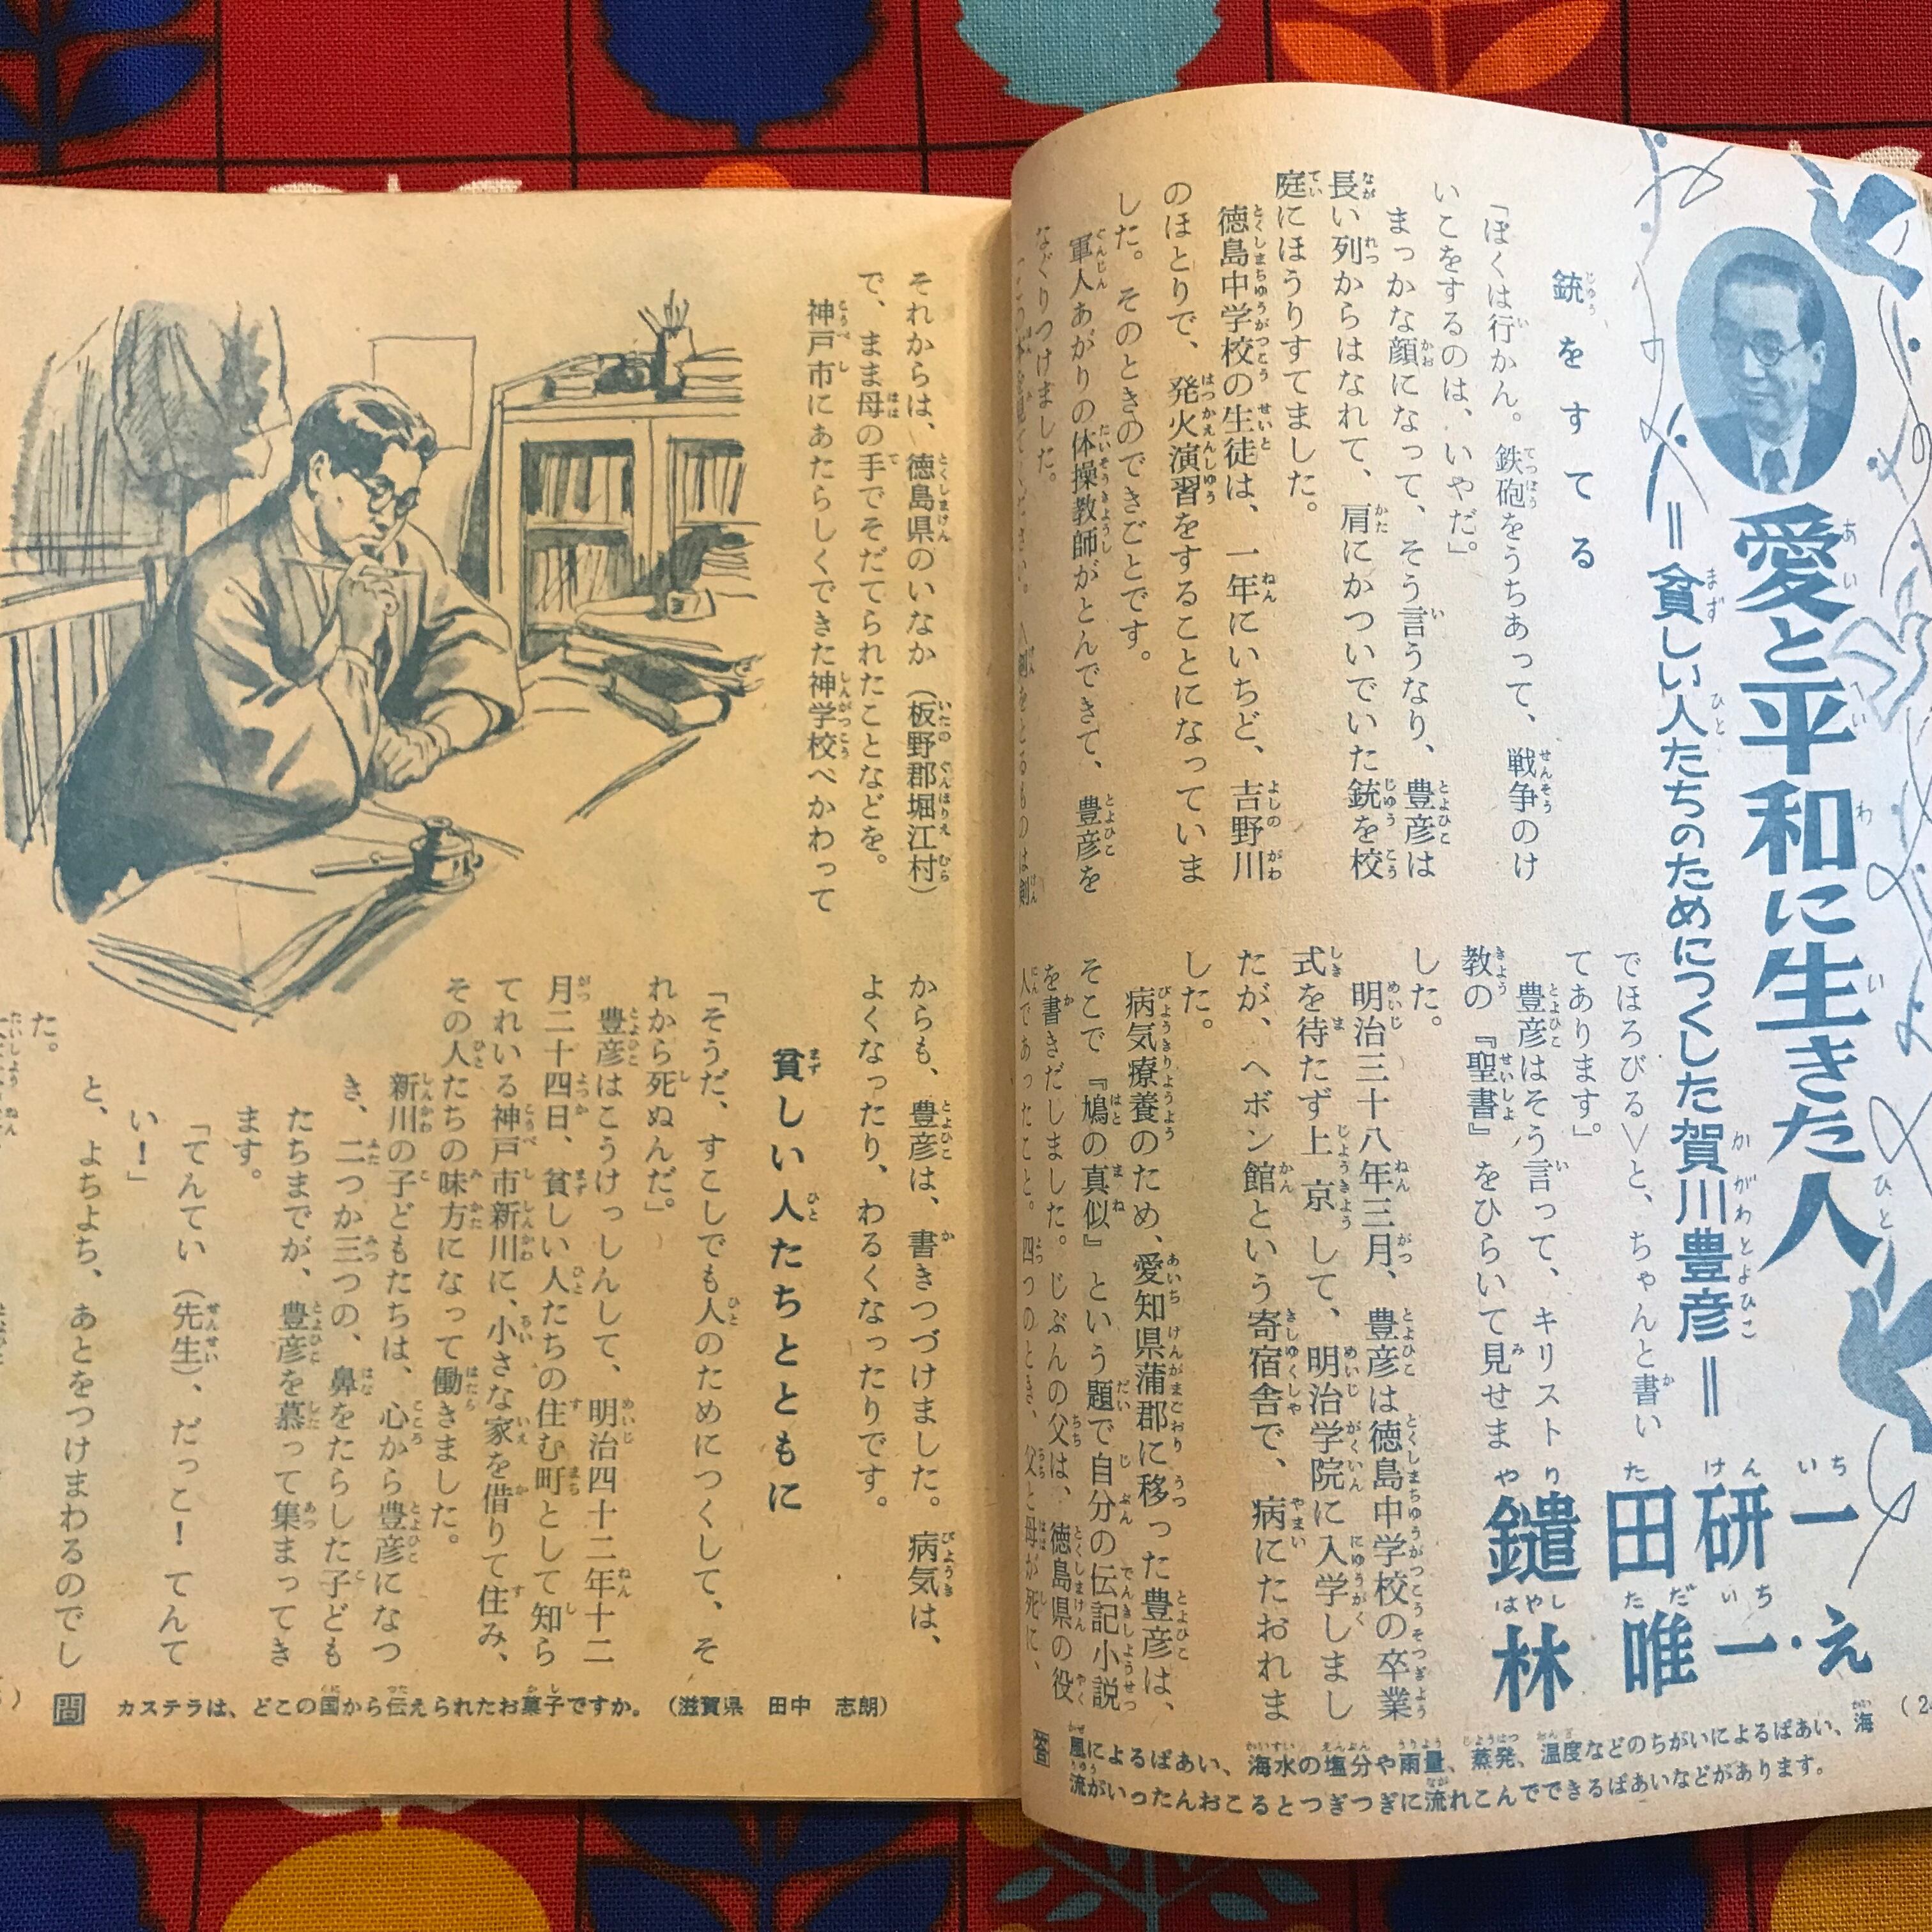 愛と平和に生きた人
＝貧しい人たちのためにつくした賀川豊彦＝
鑓田研一
林唯一・え
銃をすてる
「ぼくは行かん。鉄砲をうちあって、戦争のけ
いこをするのは、いやだ。」
まっかな顔になって、そう言うなり、豊彦は
長い列からはなれて、肩にかついでいた銃を校
庭にほうりすてました。
徳島中学校の生徒は、一年にいちど、吉野川
のほとりで、発火演習をすることになっていま
した。そのときのできごとです。
軍人あがりの体操教師がとんできて、豊彦を
なぐりつけました。
〈剣をとるものは剣
でほろびる〉と、ちゃんと書い
てあります。」
豊彦はそう言って、キリスト
教の『聖書』をひらいて見せま
した。
明治三十八年三月、豊彦は徳島中学校の卒業
式を待たず上京して、明治学院に入学しまし
たが、ヘボン館という寄宿舎で、病にたおれま
した。
病気療養のため、愛知県蒲郡に移った豊彦は、
そこで『鳩の真似』という題で自分の伝記小説
を書きだしました。じぶんの父は、徳島県の役
人であったこと。四つのとき、父と母が死に、
答 風によるばあい、海水の塩分や雨量、蒸発、温度などのちがいによるばあい、海
流がいったんおこるとつぎつぎに流れこんでできるばあいなどがあります。
それからは、徳島県のいなか（板野郡堀江村）
で、まま母の手でそだてられたことなどを。
神戸市にあたらしくできた神学校へかわって
からも、豊彦は、書きつづけました。病気は、
よくなったり、わるくなったりです。
貧しい人たちとともに
「そうだ、すこしでも人のためにつくして、そ
れから死ぬんだ。」
豊彦はこうけっしんして、明治四十二年十二
月二十四日、貧しい人たちの住む町として知ら
れている神戸市新川に、小さな家を借りて住み、
その人たちの味方になって働きました。
新川の子どもたちは、心から豊彦になつ
き、二つか三つの、鼻をたらした子ども
たちまでが、豊彦を慕って集まってき
ます。
「てんてい（先生）、だっこ！てんて
い！」
と、よちよち、あとをつけまわるのでし
た。
問 カステラは、どこの国から伝えられたお菓子ですか。（滋賀県 田中 志朗）